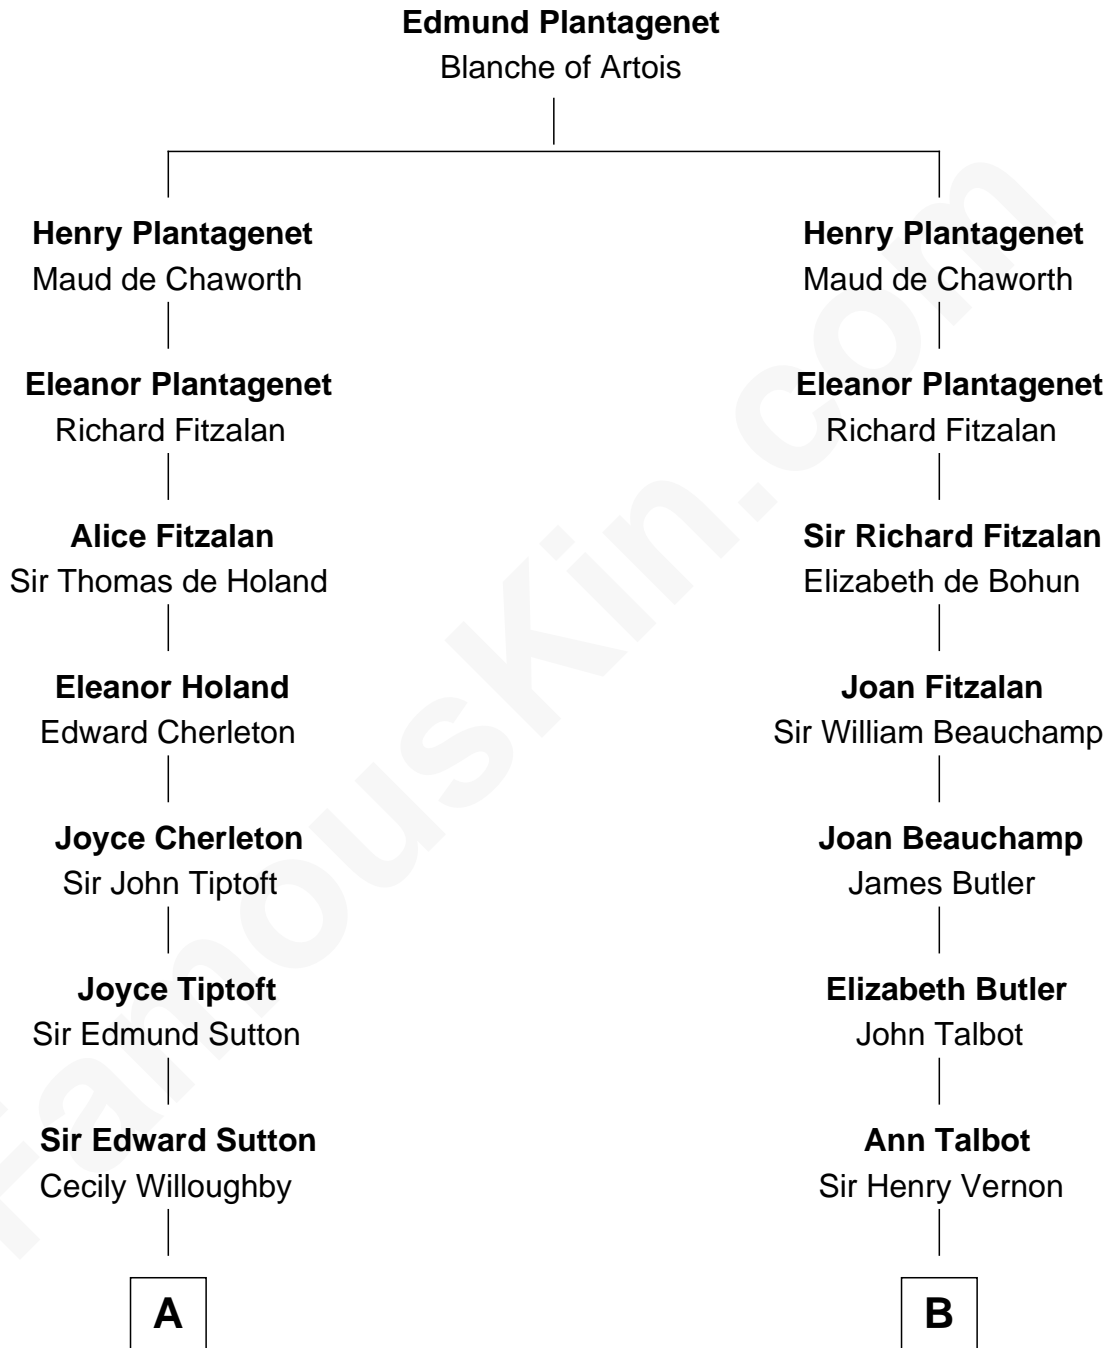 Edmund Plantagenet
Blanche of Artois
Henry Plantagenet
Maud de Chaworth
Henry Plantagenet
Maud de Chaworth
Eleanor Plantagenet
Richard Fitzalan
Eleanor Plantagenet
Richard Fitzalan
Alice Fitzalan
Sir Thomas de Holand
Sir Richard Fitzalan
Elizabeth de Bohun
Eleanor Holand
Edward Cherleton
Joan Fitzalan
Sir William Beauchamp
Joyce Cherleton
Sir John Tiptoft
Joan Beauchamp
James Butler
Joyce Tiptoft
Sir Edmund Sutton
Elizabeth Butler
John Talbot
Sir Edward Sutton
Cecily Willoughby
Ann Talbot
Sir Henry Vernon
A
B
FamousKin.com